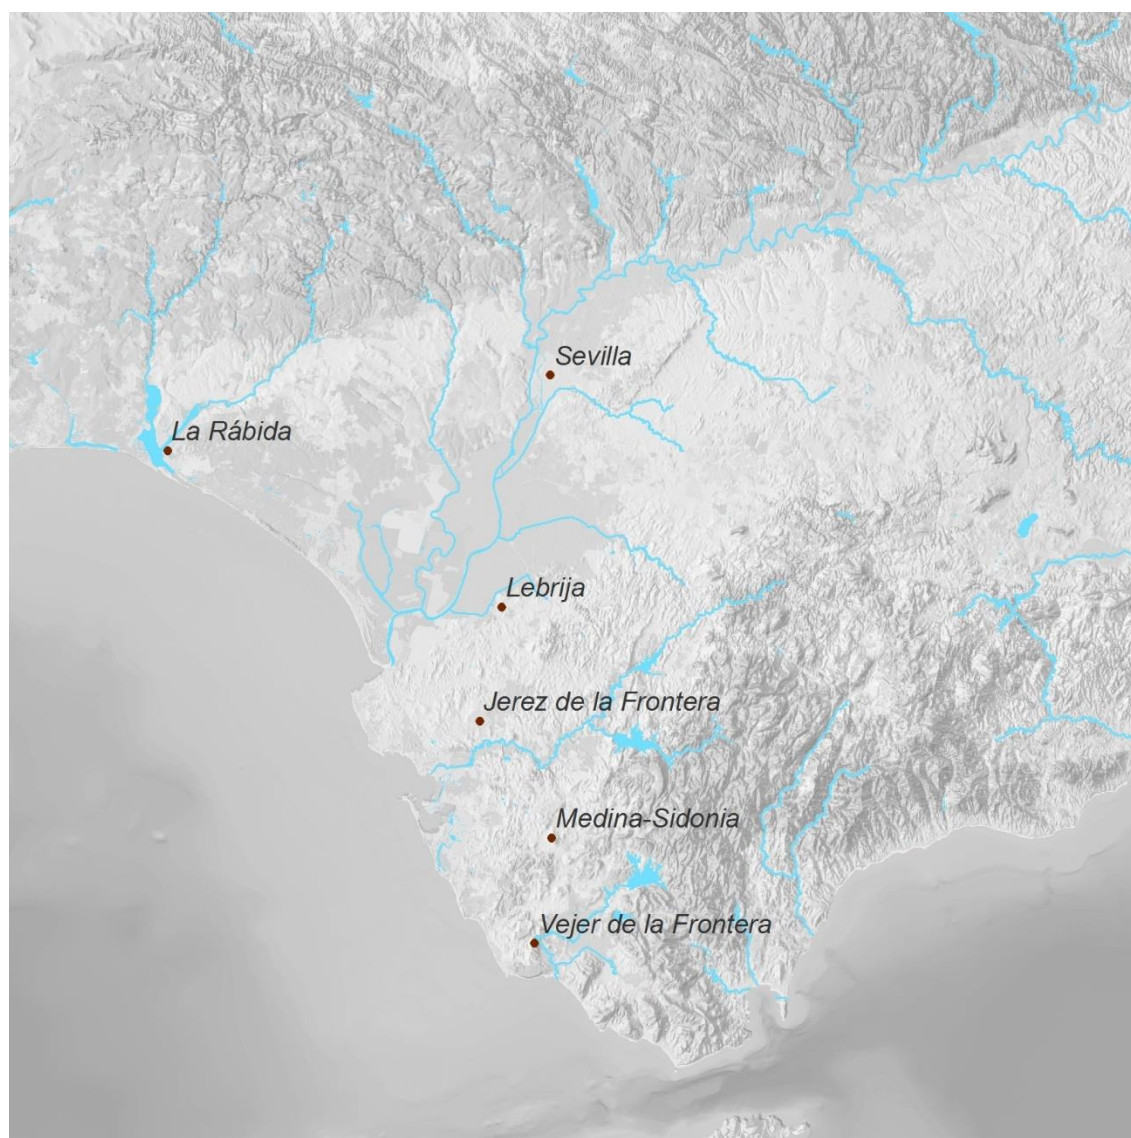 Sevilla
La Rábida
Lebrija
Jerez de la Frontera
Medina-Sidonia
Vejer de la Frontera